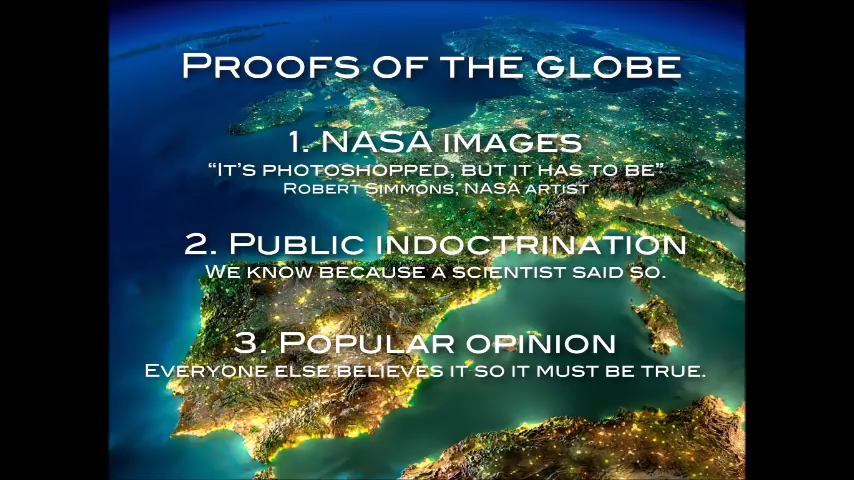 PROOFS OF THE GLOBE
1. NASA IMAGES
“IT'S PHOTOSHOPPED, BUT IT HAS TO BE”
ROBERT SIMMONS, NASA ARTIST
2. PUBLIC INDOCTRINATION
WE KNOW BECAUSE A SCIENTIST SAID SO.
3. POPULAR OPINION
EVERYONE ELSE BELIEVES IT SO IT MUST BE TRUE.